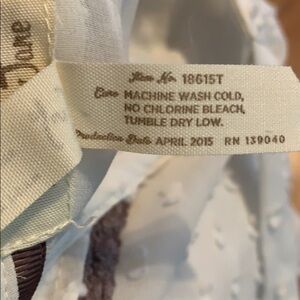 Jane
Item No. 18615T
Care MACHINE WASH COLD,
NO CHLORINE BLEACH,
TUMBLE DRY LOW.
Production Date APRIL 2015 RN 139040